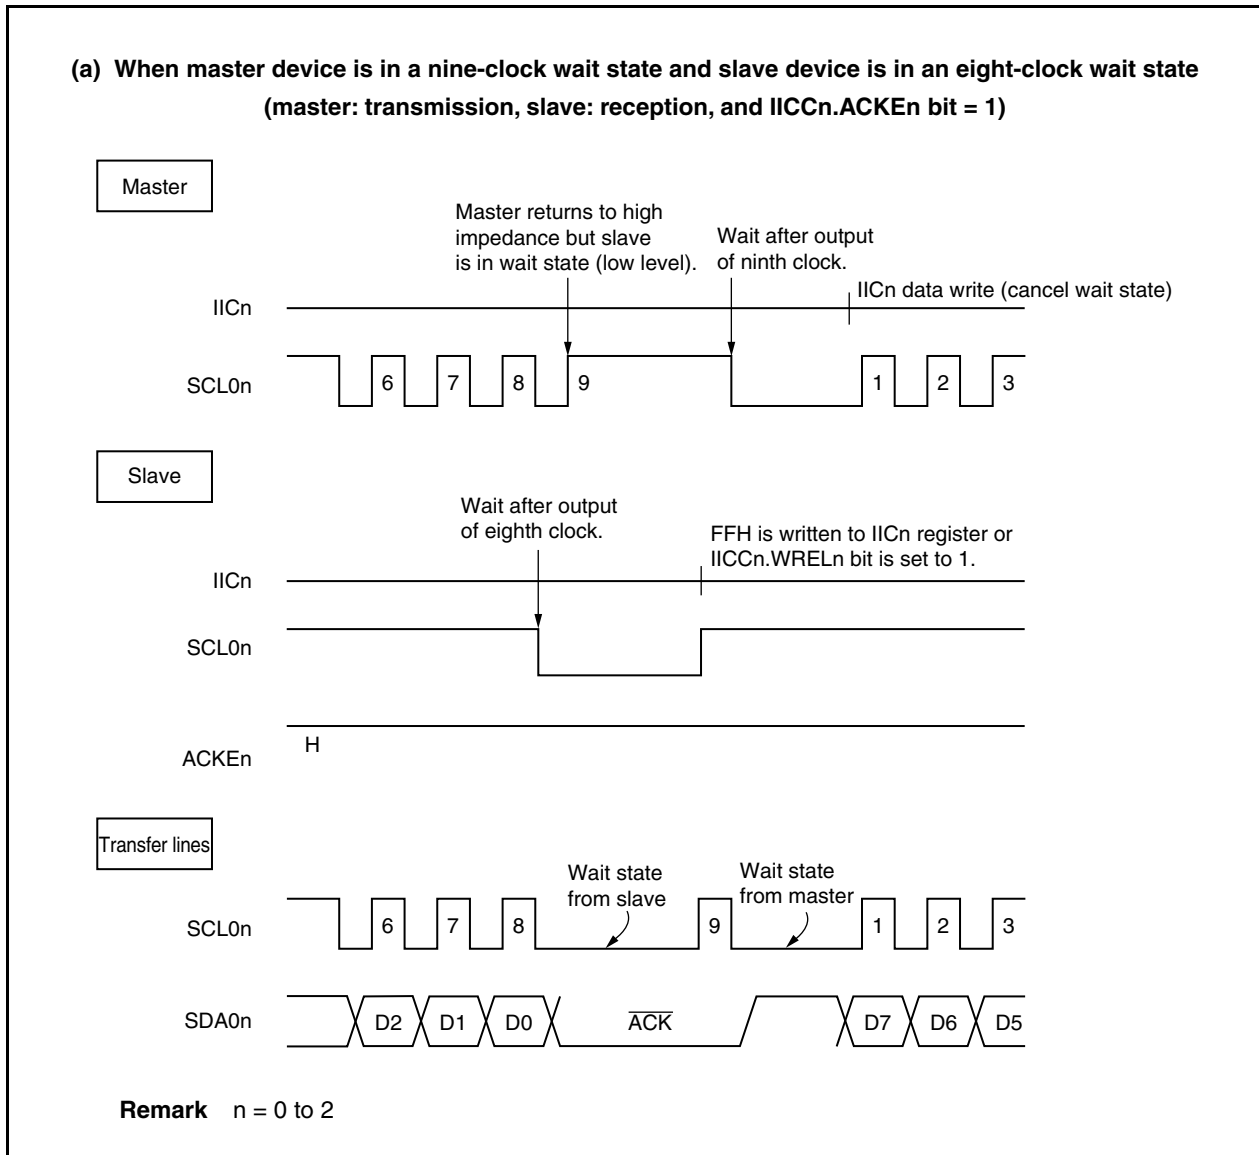 (a) When master device is in a nine-clock wait state and slave device is in an eight-clock wait state
(master: transmission, slave: reception, and IICCn.ACKEn bit = 1)
Master
Master returns to high
impedance but slave
is in wait state (low level).
Wait after output
of ninth clock.
IICn data write (cancel wait state)
IICn
SCL0n
6 7 8 9 1 2 3
Slave
Wait after output
of eighth clock.
FFH is written to IICn register or
IICCn.WRELn bit is set to 1.
IICn
SCL0n
H
ACKEn
Transfer lines
Wait state
from slave
Wait state
from master
SCL0n
6 7 8 9 1 2 3
SDA0n
D2 D1 D0 ACK D7 D6 D5
Remark n = 0 to 2